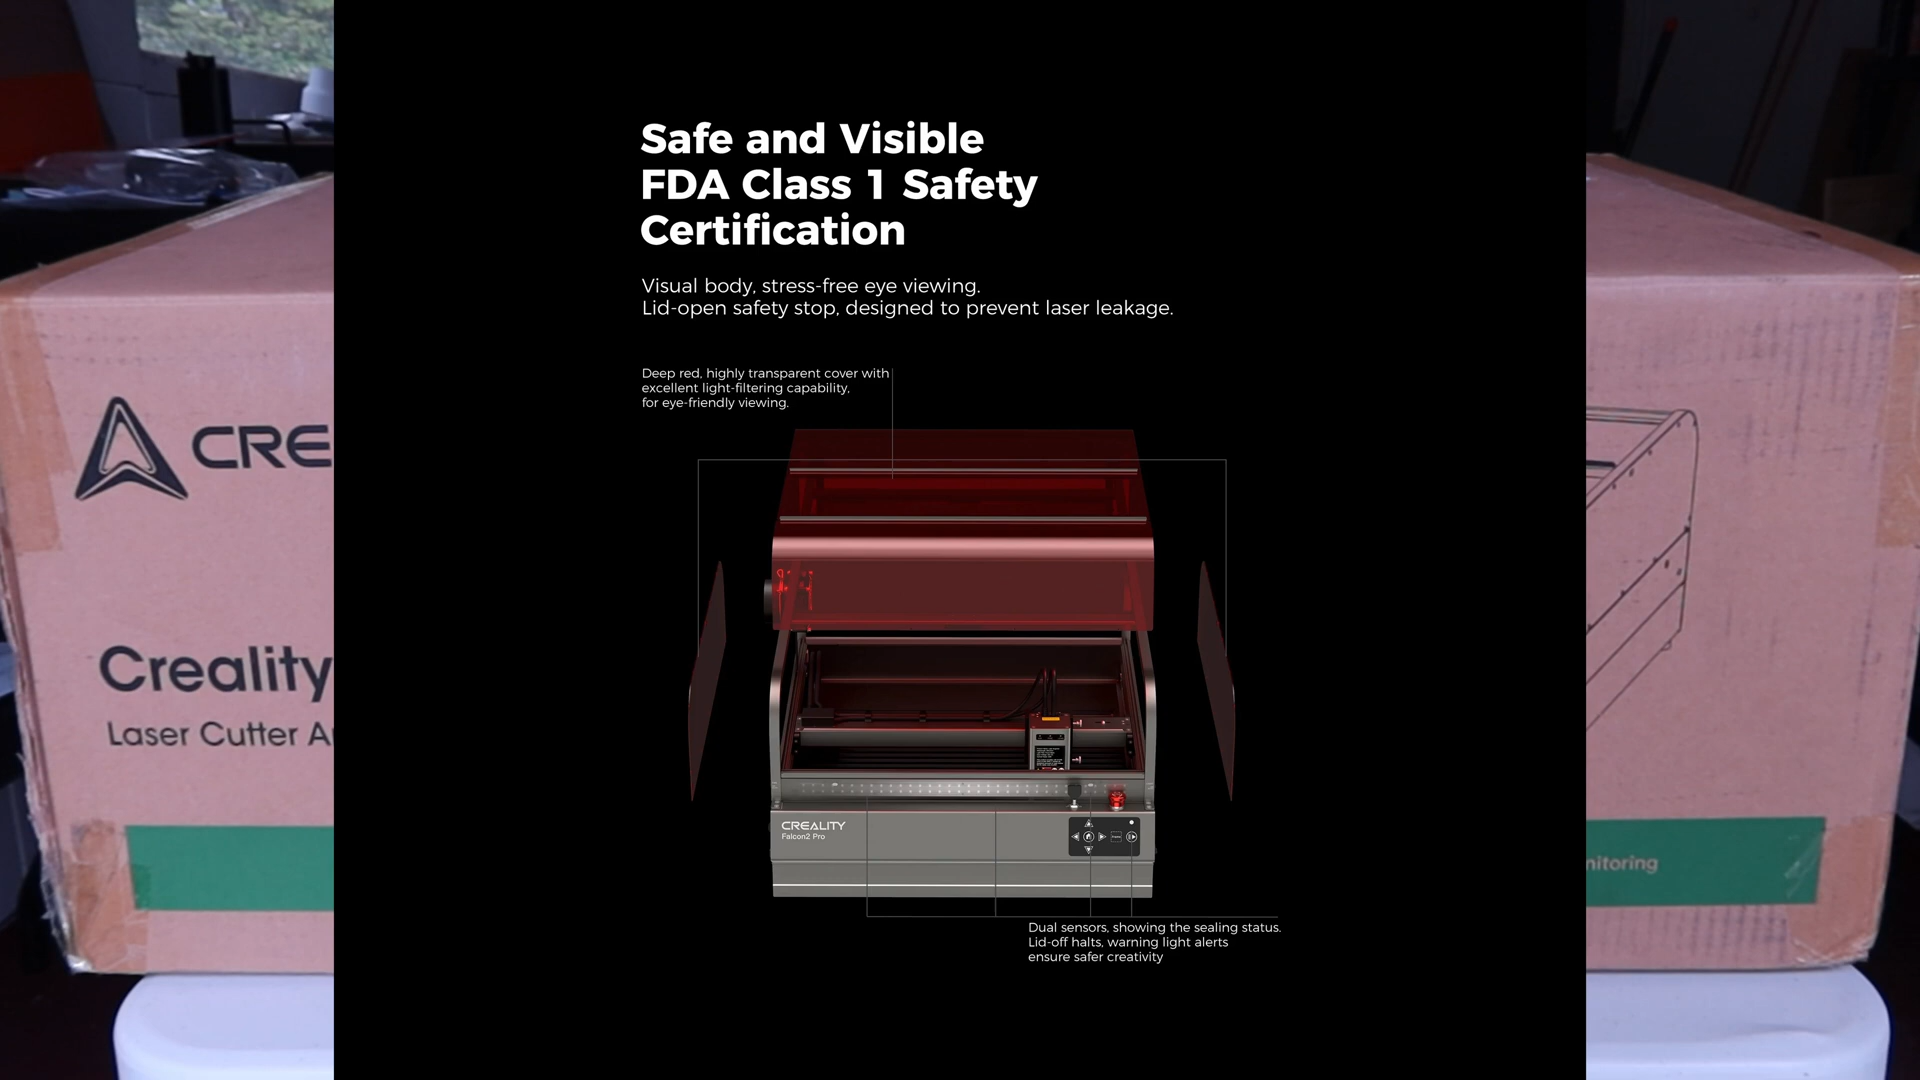 Safe and Visible
FDA Class 1 Safety
Certification
Visual body, stress-free eye viewing.
Lid-open safety stop, designed to prevent laser leakage.
Deep red, highly transparent cover with
excellent light-filtering capability,
for eye-friendly viewing.
CREALITY
Falcon2 Pro
Dual sensors, showing the sealing status.
Lid-off halts, warning light alerts
ensure safer creativity
CRE
Creality
Laser Cutter A
nitoring